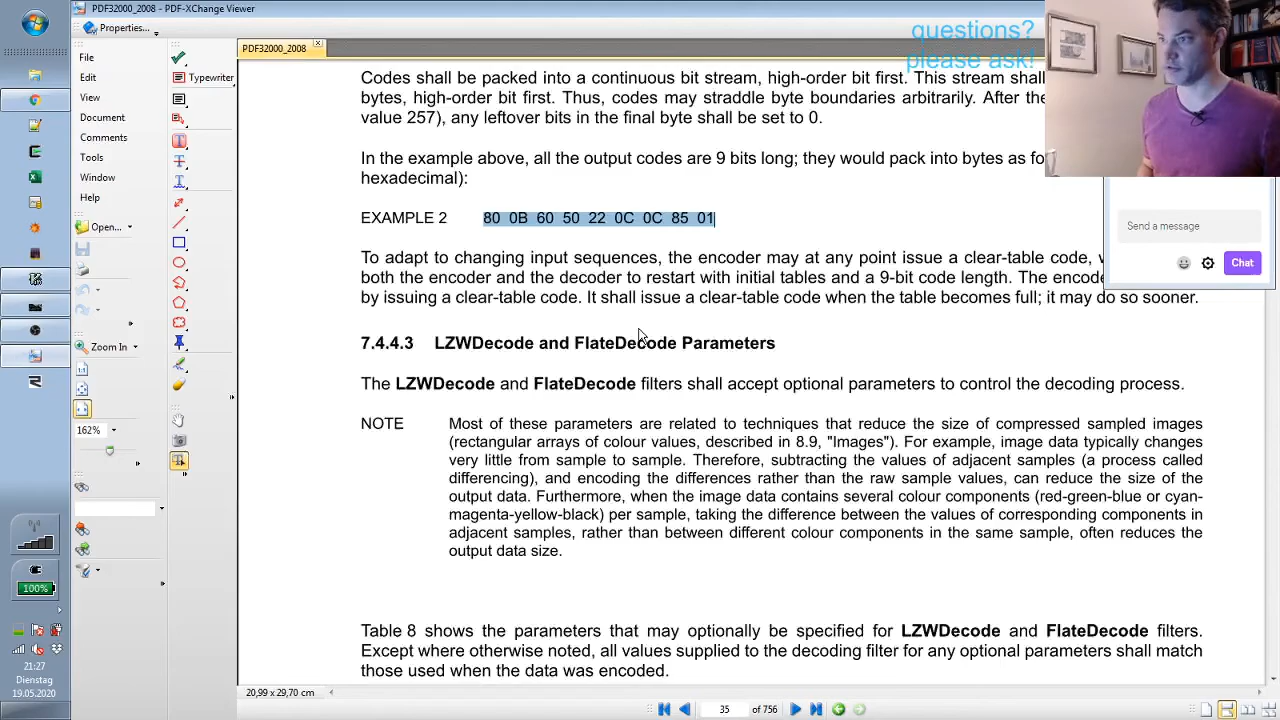 PDF32000_2008 - PDF-XChange Viewer
Properties...
File
Edit
View
Document
Comments
Tools
Window
Help
Open...
Zoom In
162%
Typewriter
PDF32000_2008
questions?
please ask!
Codes shall be packed into a continuous bit stream, high-order bit first. This stream shall
bytes, high-order bit first. Thus, codes may straddle byte boundaries arbitrarily. After the
value 257), any leftover bits in the final byte shall be set to 0.
In the example above, all the output codes are 9 bits long; they would pack into bytes as fo
hexadecimal):
EXAMPLE 2 80 0B 60 50 22 0C 0C 85 01
To adapt to changing input sequences, the encoder may at any point issue a clear-table code, w
both the encoder and the decoder to restart with initial tables and a 9-bit code length. The encode
by issuing a clear-table code. It shall issue a clear-table code when the table becomes full; it may do so sooner.
7.4.4.3 LZWDecode and FlateDecode Parameters
The LZWDecode and FlateDecode filters shall accept optional parameters to control the decoding process.
NOTE Most of these parameters are related to techniques that reduce the size of compressed sampled images
(rectangular arrays of colour values, described in 8.9, "Images"). For example, image data typically changes
very little from sample to sample. Therefore, subtracting the values of adjacent samples (a process called
differencing), and encoding the differences rather than the raw sample values, can reduce the size of the
output data. Furthermore, when the image data contains several colour components (red-green-blue or cyan-
magenta-yellow-black) per sample, taking the difference between the values of corresponding components in
adjacent samples, rather than between different colour components in the same sample, often reduces the
output data size.
Table 8 shows the parameters that may optionally be specified for LZWDecode and FlateDecode filters.
Except where otherwise noted, all values supplied to the decoding filter for any optional parameters shall match
those used when the data was encoded.
Send a message
Chat
100%
21:27
Dienstag
19.05.2020
20,99 x 29,70 cm
35 of 756